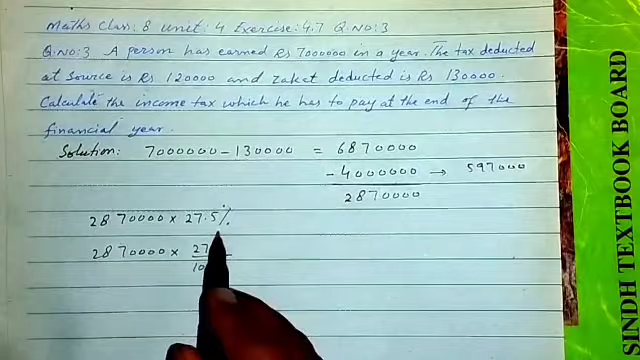 Maths Class: 8 Unit: 4 Exercise: 4.7 Q.NO:3
Q.NO:3 A person has earned Rs 7000000 in a year. The tax deducted
at source is Rs 120000 and zakat deducted is Rs 130000.
Calculate the income tax which he has to pay at the end of the
financial year.
Solution: 7000000 - 130000 = 6870000
- 4000000 → 597000
2870000
2870000 × 27.5%
2870000 ×
SINDH TEXTBOOK BOARD